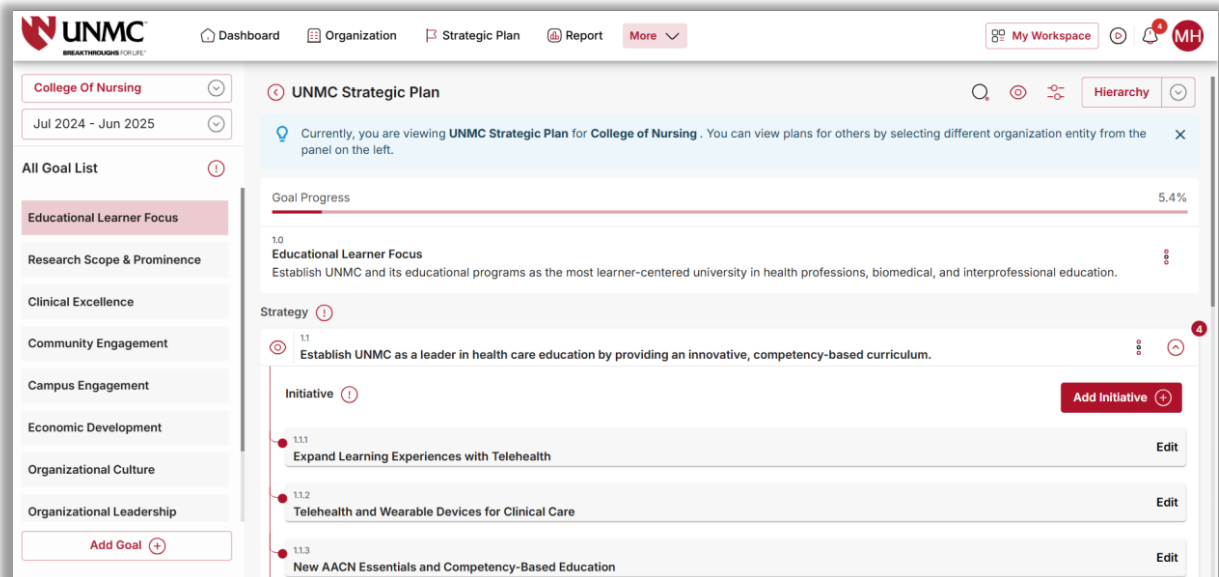 UNMC
BREAKTHROUGHS FOR LIFE
Dashboard
Organization
Strategic Plan
Report
More
My Workspace
4
MH
College Of Nursing
Jul 2024 - Jun 2025
All Goal List
Educational Learner Focus
Research Scope & Prominence
Clinical Excellence
Community Engagement
Campus Engagement
Economic Development
Organizational Culture
Organizational Leadership
Add Goal
UNMC Strategic Plan
Hierarchy
Currently, you are viewing UNMC Strategic Plan for College of Nursing . You can view plans for others by selecting different organization entity from the
panel on the left.
Goal Progress
5.4%
1.0
Educational Learner Focus
Establish UNMC and its educational programs as the most learner-centered university in health professions, biomedical, and interprofessional education.
Strategy
4
1.1
Establish UNMC as a leader in health care education by providing an innovative, competency-based curriculum.
Initiative
Add Initiative
1.1.1
Expand Learning Experiences with Telehealth
Edit
1.1.2
Telehealth and Wearable Devices for Clinical Care
Edit
1.1.3
New AACN Essentials and Competency-Based Education
Edit